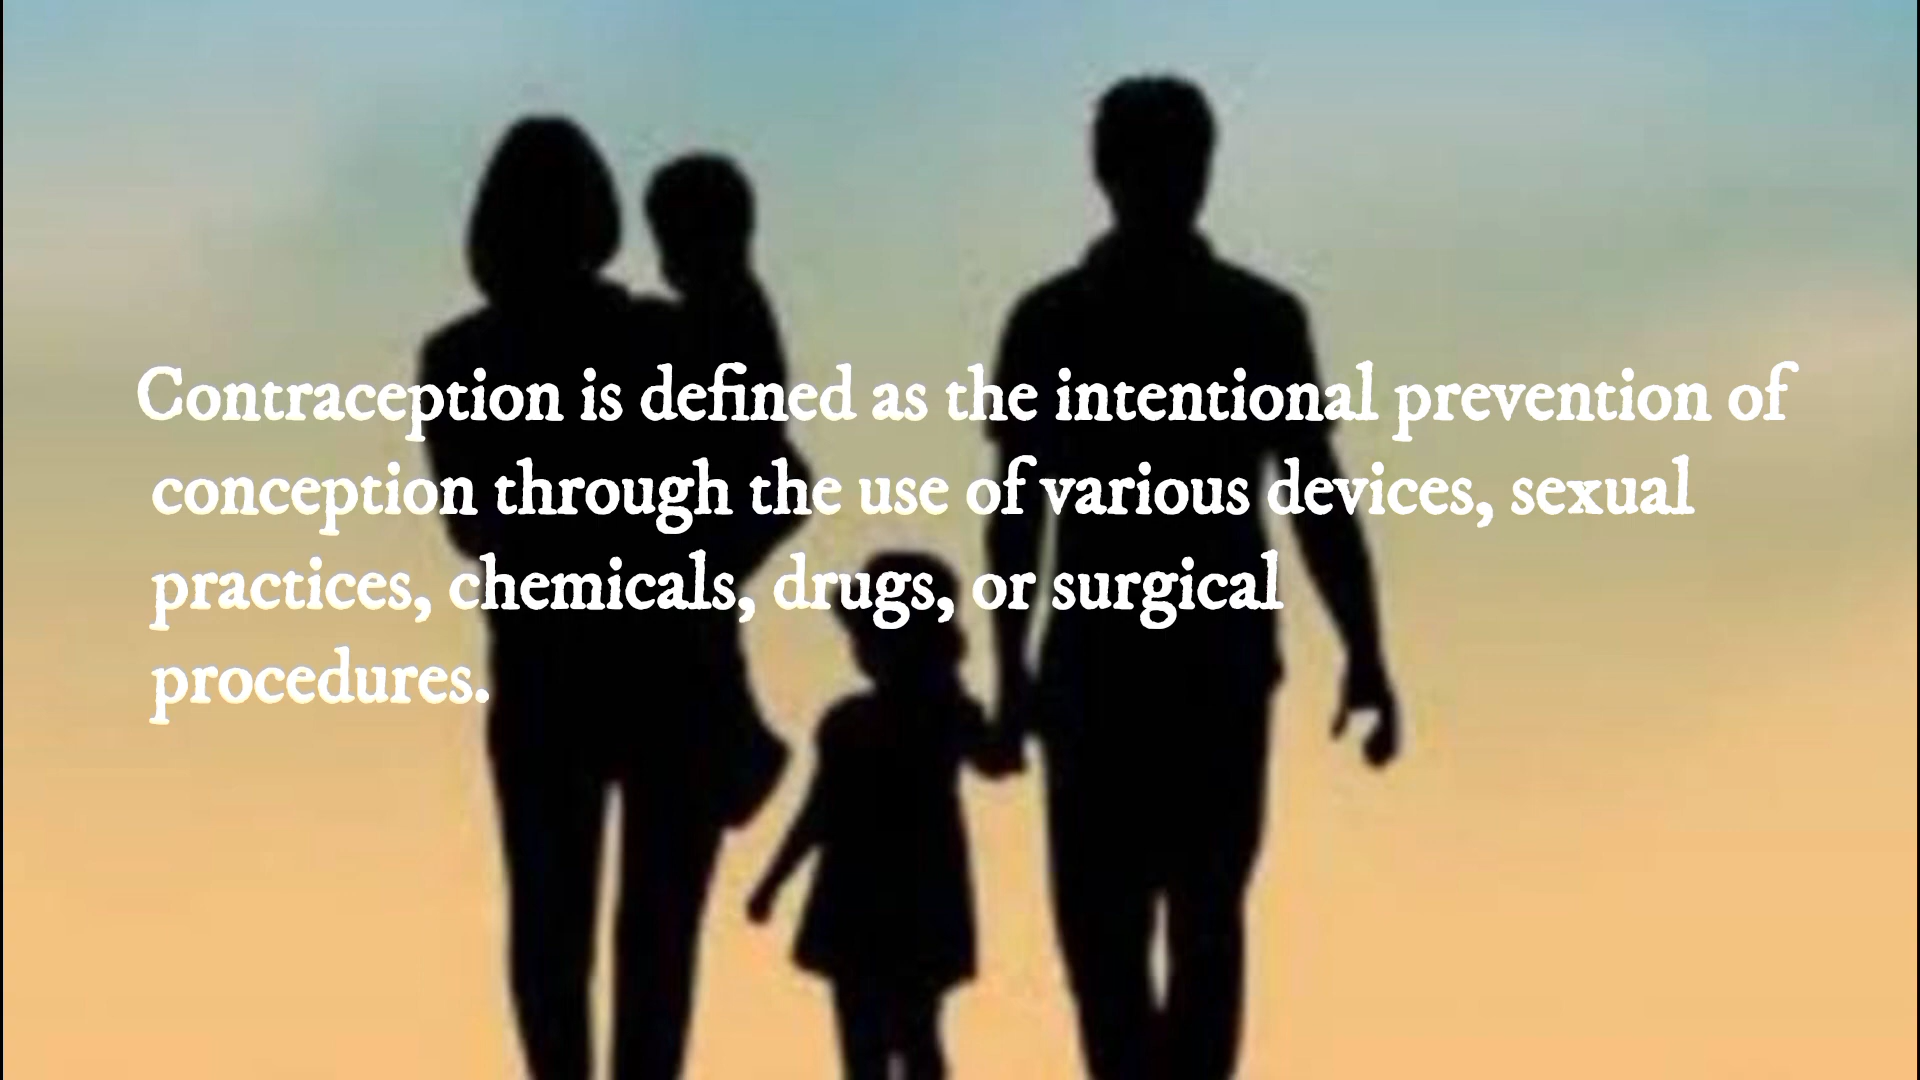 Contraception is defined as the intentional prevention of
conception through the use of various devices, sexual
practices, chemicals, drugs, or surgical
procedures.